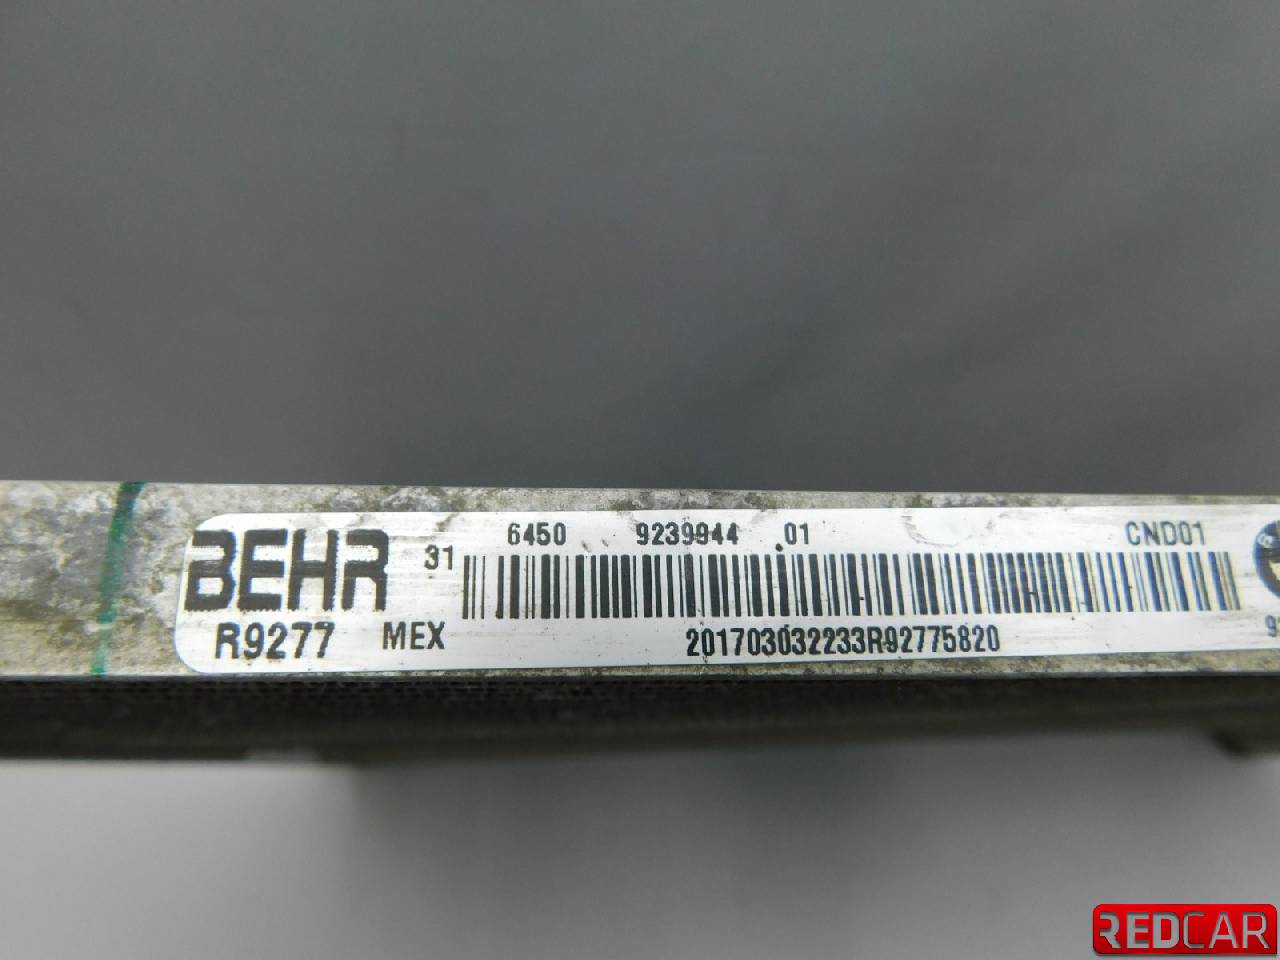 BEHR 31 6450 9239944 01 CND01
R9277 MEX 201703032233R92775820
REDCAR